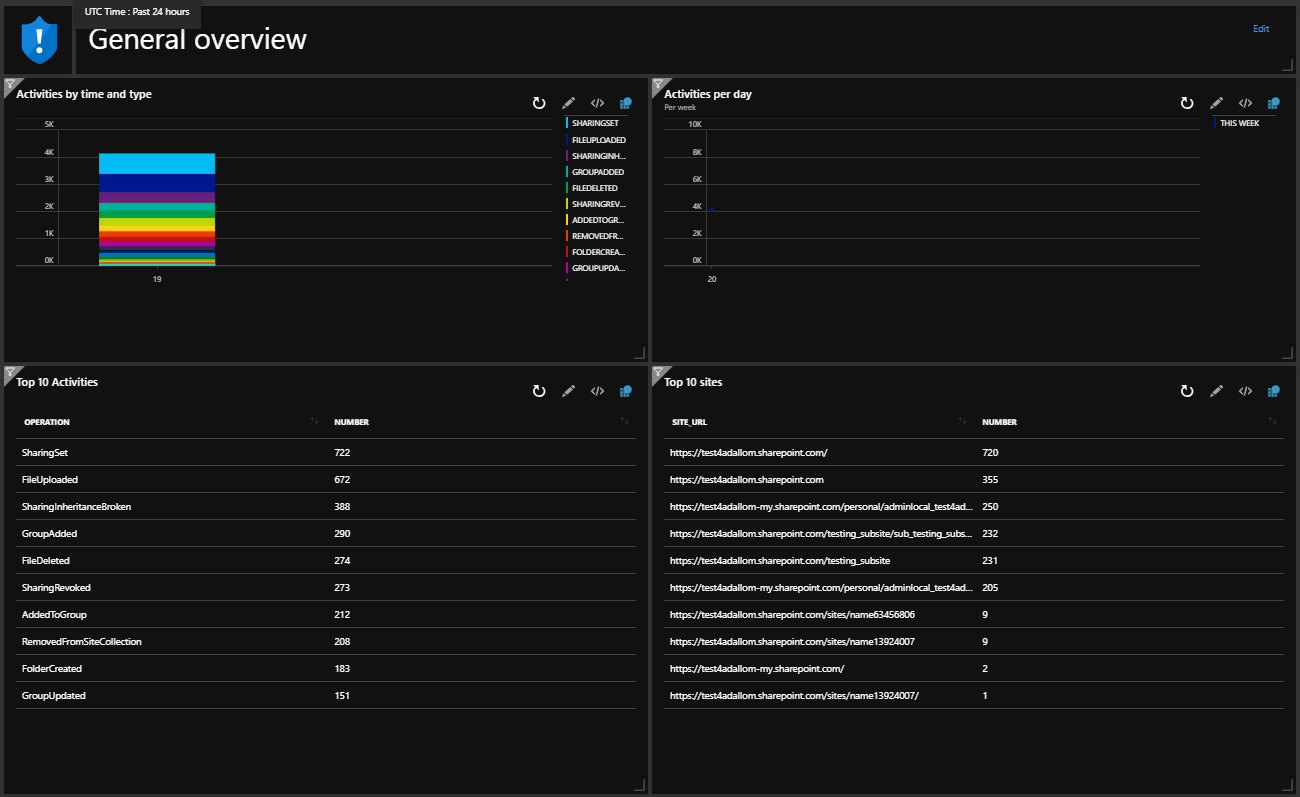 UTC Time : Past 24 hours
General overview
Edit
Activities by time and type
5K
4K
3K
2K
1K
0K
19
SHARINGSET
FILEUPLOADED
SHARINGINH...
GROUPADDED
FILEDELETED
SHARINGREV...
ADDEDTOGR...
REMOVEDFR...
FOLDERCREA...
GROUPUPDA...
Activities per day
Per week
10K
8K
6K
4K
2K
0K
20
THIS WEEK
Top 10 Activities
OPERATION NUMBER
SharingSet 722
FileUploaded 672
SharingInheritanceBroken 388
GroupAdded 290
FileDeleted 274
SharingRevoked 273
AddedToGroup 212
RemovedFromSiteCollection 208
FolderCreated 183
GroupUpdated 151
Top 10 sites
SITE_URL NUMBER
https://test4adallom.sharepoint.com/ 720
https://test4adallom.sharepoint.com 355
https://test4adallom-my.sharepoint.com/personal/adminlocal_test4ad... 250
https://test4adallom.sharepoint.com/testing_subsite/sub_testing_subs... 232
https://test4adallom.sharepoint.com/testing_subsite 231
https://test4adallom-my.sharepoint.com/personal/adminlocal_test4ad... 205
https://test4adallom.sharepoint.com/sites/name63456806 9
https://test4adallom.sharepoint.com/sites/name13924007 9
https://test4adallom-my.sharepoint.com/ 2
https://test4adallom.sharepoint.com/sites/name13924007/ 1